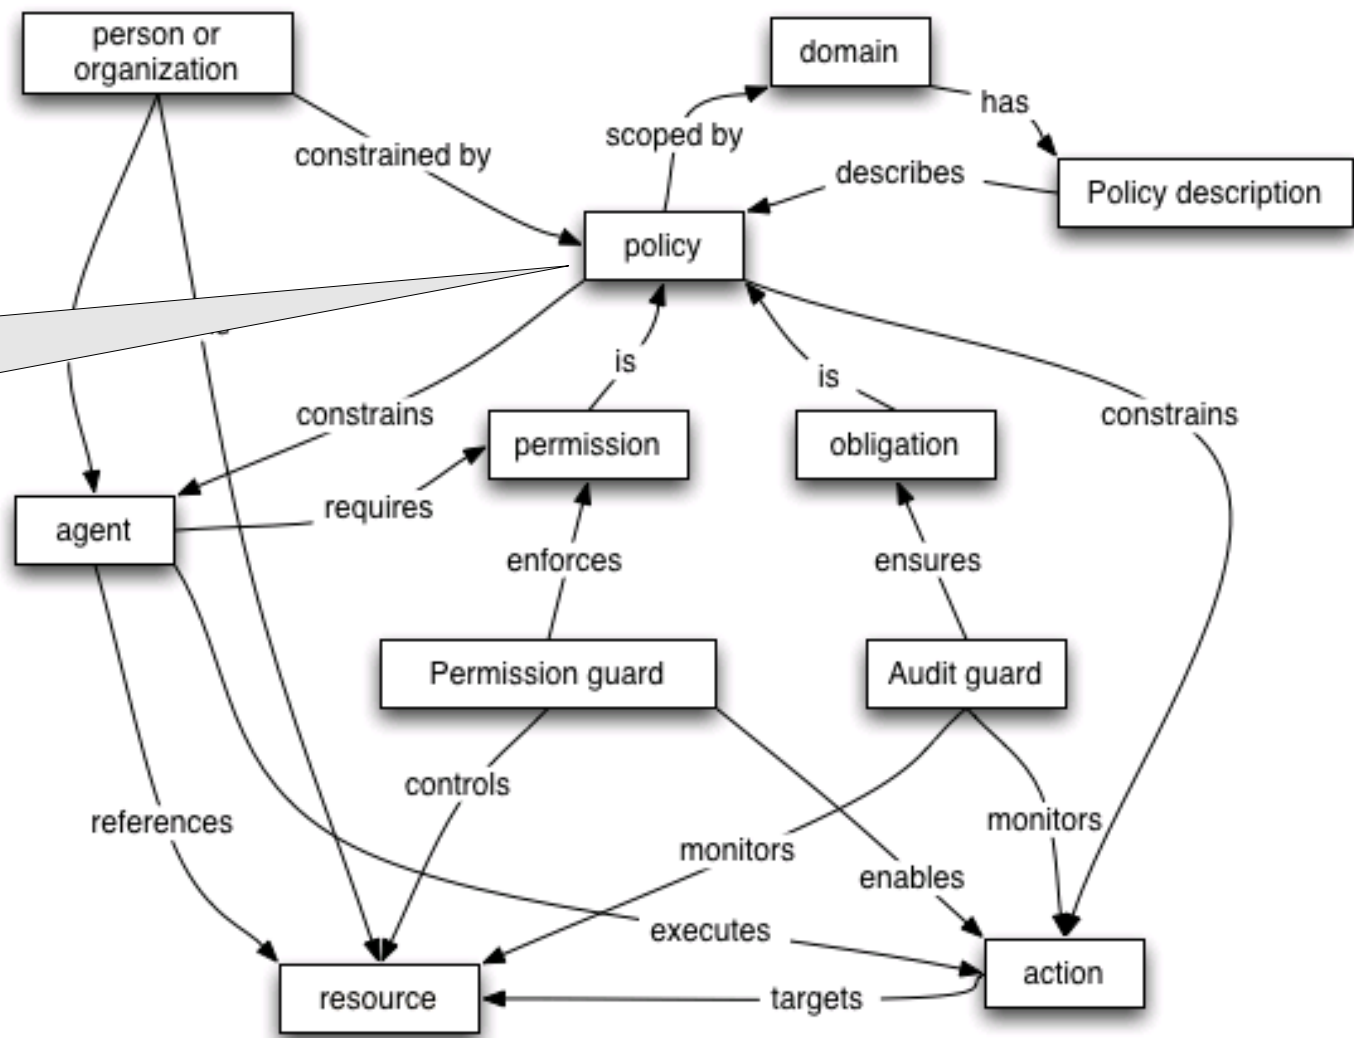 person or
organization
domain
has
scoped by
constrained by
describes
Policy description
policy
is
is
constrains
constrains
permission
obligation
requires
agent
enforces
ensures
Permission guard
Audit guard
controls
references
monitors
monitors
enables
executes
action
resource
targets